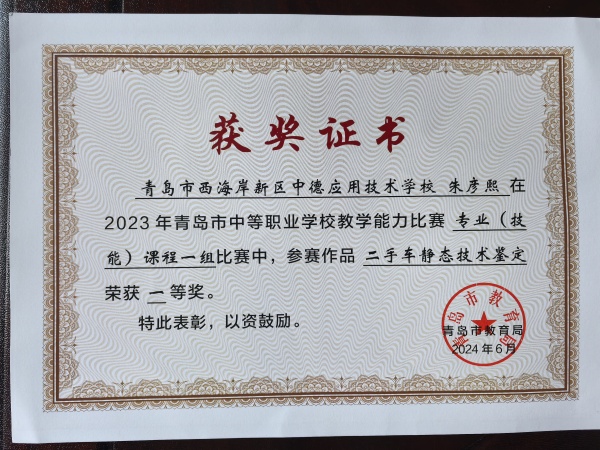 获奖证书
青岛市西海岸新区中德应用技术学校 朱彦熙 在
2023年青岛市中等职业学校教学能力比赛 专业（技
能）课程一组比赛中，参赛作品 二手车静态技术鉴定
荣获 一等奖。
特此表彰，以资鼓励。
青岛市教育局
青岛市教育局
2024年6月